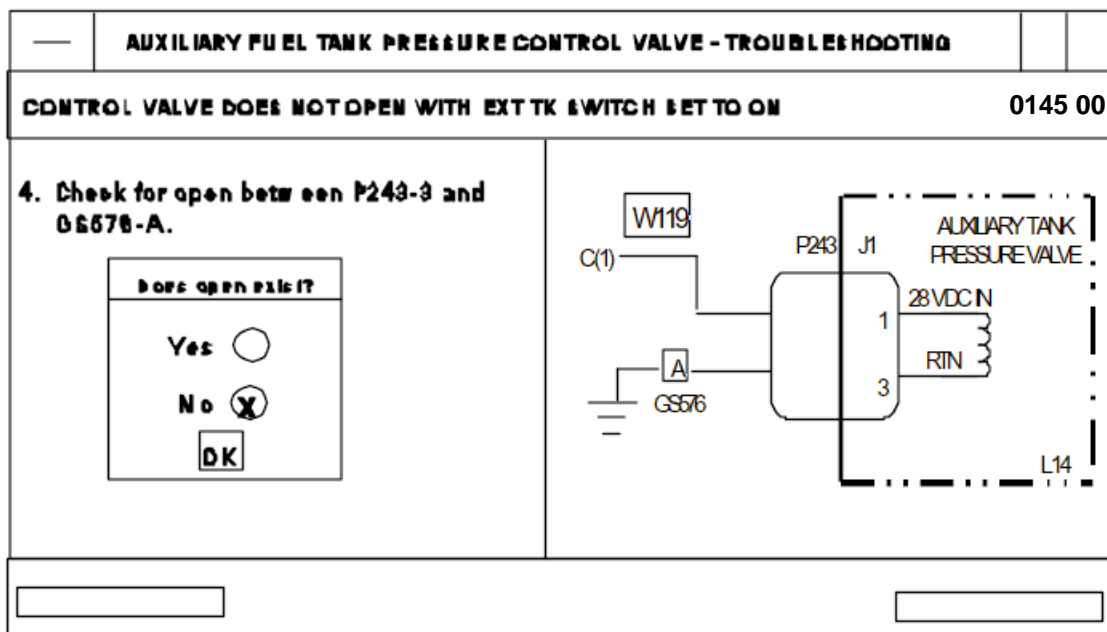 AUXILIARY FUEL TANK PRESSURE CONTROL VALVE - TROUBLESHOOTING
CONTROL VALVE DOES NOT OPEN WITH EXT TK SWITCH SET TO ON
0145 00
4. Check for open between P243-3 and
GS576-A.
Does open exist?
Yes
No X
OK
W119
C(1)
P243
J1
AUXILIARY TANK
PRESSURE VALVE
28 VDC IN
1
RTN
3
A
GS576
L14